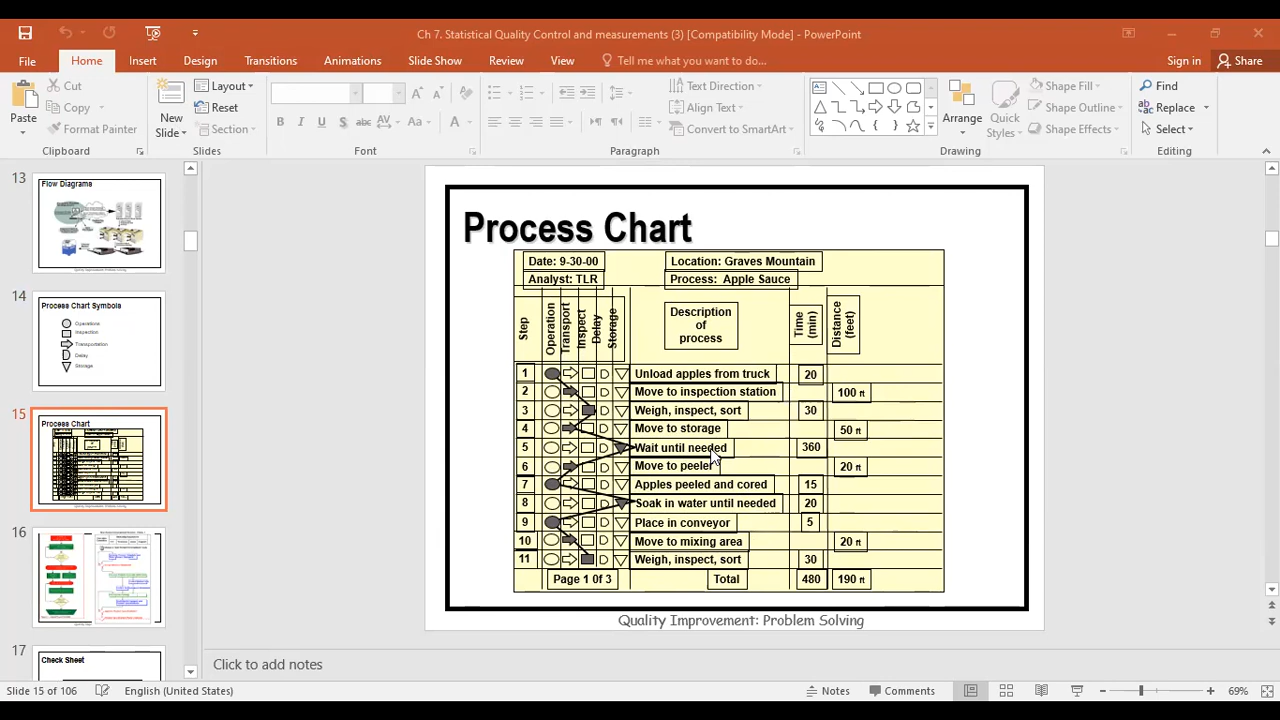 Ch 7. Statistical Quality Control and measurements (3) [Compatibility Mode] - PowerPoint
File Home Insert Design Transitions Animations Slide Show Review View Tell me what you want to do... Sign in Share
Paste
Cut
Copy
Format Painter
Clipboard
New Slide
Layout
Reset
Section
Slides
B I U S abc AV Aa A
Font
Text Direction
Align Text
Convert to SmartArt
Paragraph
Arrange
Quick Styles
Shape Fill
Shape Outline
Shape Effects
Drawing
Find
Replace
Select
Editing
13
Flow Diagrams
14
Process Chart Symbols
Operations
Inspection
Transportation
Delay
Storage
15
Process Chart
16
17
Check Sheet
Process Chart
Date: 9-30-00 Location: Graves Mountain
Analyst: TLR Process: Apple Sauce
Step Operation Transport Inspect Delay Storage Description of process Time (min) Distance (feet)
1 D Unload apples from truck 20
2 D Move to inspection station 100 ft
3 D Weigh, inspect, sort 30
4 D Move to storage 50 ft
5 D Wait until needed 360
6 D Move to peeler 20 ft
7 D Apples peeled and cored 15
8 D Soak in water until needed 20
9 D Place in conveyor 5
10 D Move to mixing area 20 ft
11 D Weigh, inspect, sort 30
Page 1 0f 3 Total 480 190 ft
Quality Improvement: Problem Solving
Click to add notes
Slide 15 of 106 English (United States) Notes Comments 69%